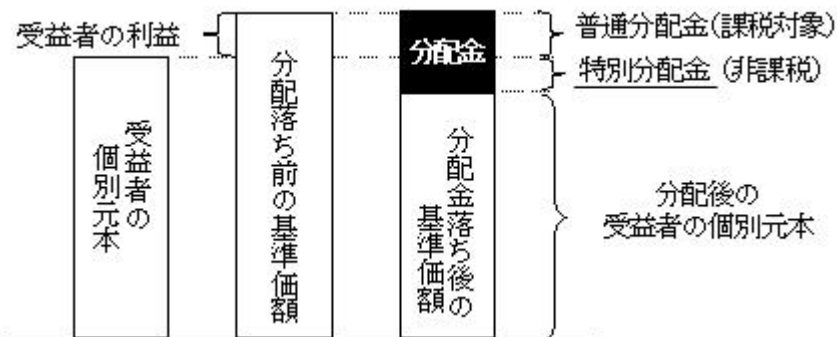 受益者の利益
受益者の
個別元本
分配落ち前の基準価額
分配金
分配金落ち後の
基準価額
普通分配金(課税対象)
特別分配金(非課税)
分配後の
受益者の個別元本